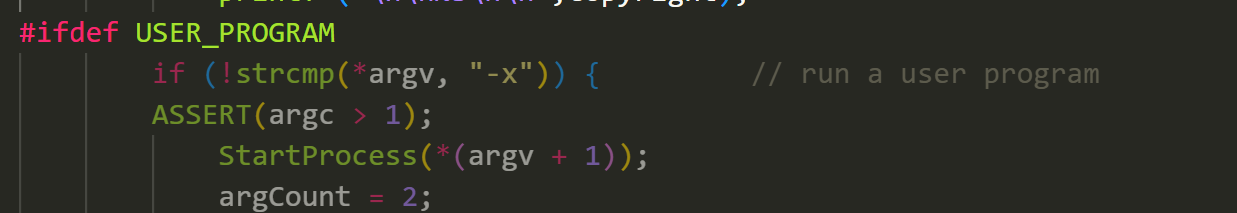 #ifdef USER_PROGRAM
if (!strcmp(*argv, "-x")) { // run a user program
ASSERT(argc > 1);
StartProcess(*(argv + 1));
argCount = 2;